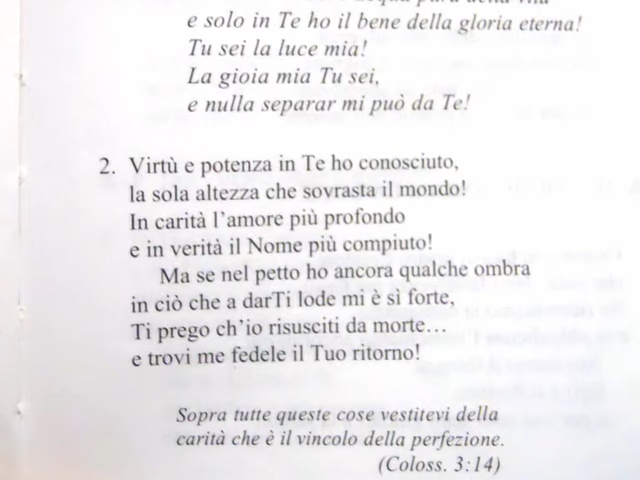 e solo in Te ho il bene della gloria eterna!
Tu sei la luce mia!
La gioia mia Tu sei,
e nulla separar mi può da Te!
2. Virtù e potenza in Te ho conosciuto,
la sola altezza che sovrasta il mondo!
In carità l'amore più profondo
e in verità il Nome più compiuto!
Ma se nel petto ho ancora qualche ombra
in ciò che a darTi lode mi è sì forte,
Ti prego ch'io risusciti da morte...
e trovi me fedele il Tuo ritorno!
Sopra tutte queste cose vestitevi della
carità che è il vincolo della perfezione.
(Coloss. 3:14)